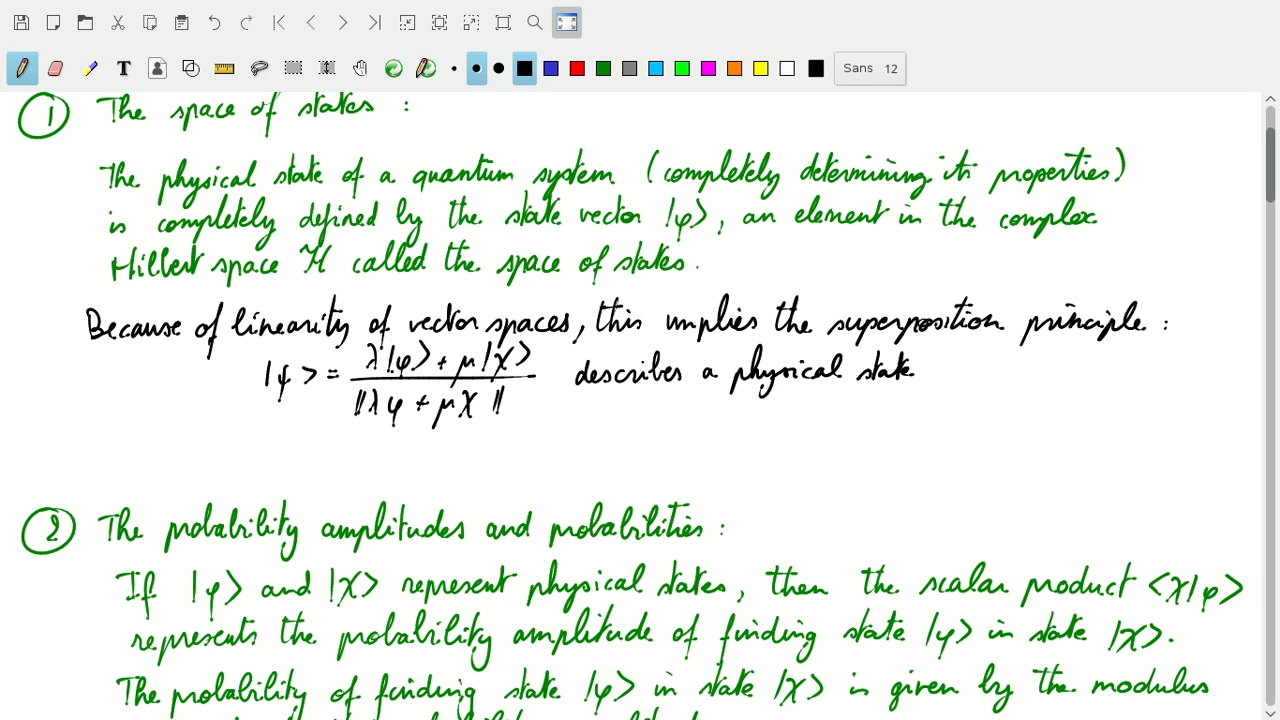 Sans 12
① The space of states :
The physical state of a quantum system (completely determining its properties)
is completely defined by the state vector |φ⟩, an element in the complex
Hilbert space ℋ called the space of states.
Because of linearity of vector spaces, this implies the superposition principle :
|ψ⟩ = (λ|φ⟩ + μ|χ⟩) / ‖λφ + μχ‖ describes a physical state
② The probability amplitudes and probabilities :
If |φ⟩ and |χ⟩ represent physical states, then the scalar product ⟨χ|φ⟩
represents the probability amplitude of finding state |φ⟩ in state |χ⟩.
The probability of finding state |φ⟩ in state |χ⟩ is given by the modulus